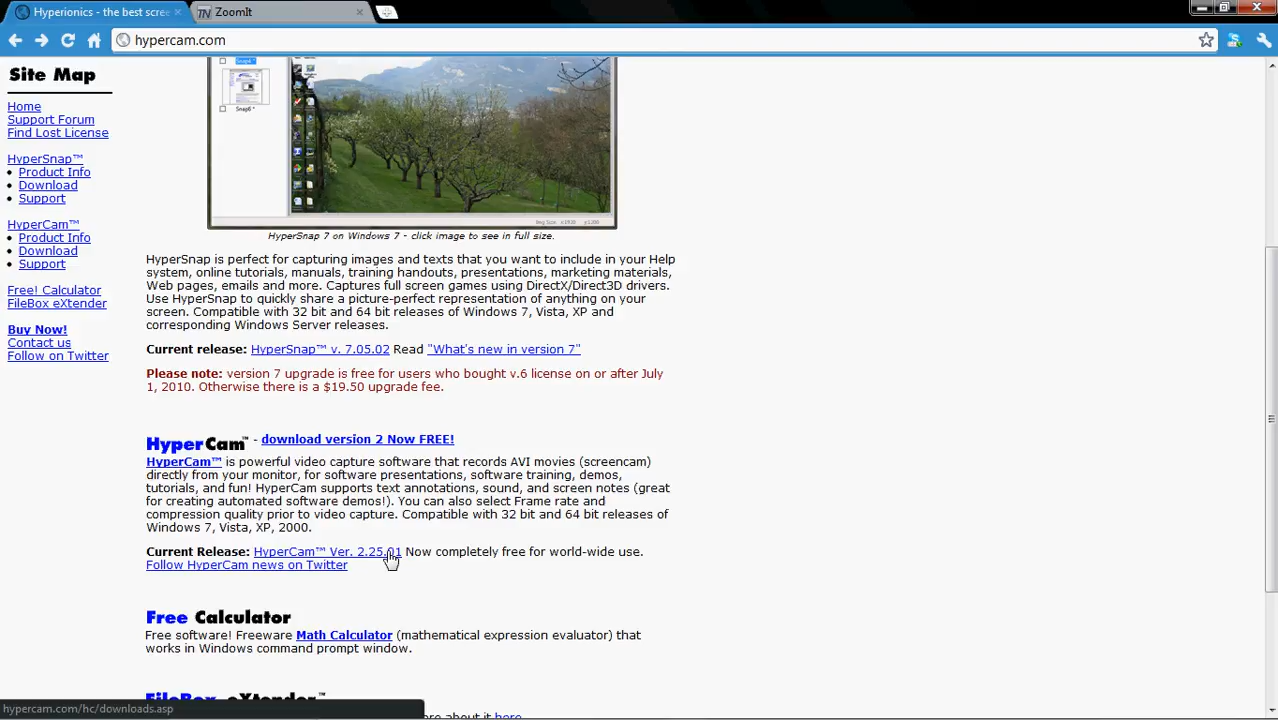 Hyperionics - the best scre
ZoomIt
hypercam.com
Site Map
Home
Support Forum
Find Lost License
HyperSnap™
• Product Info
• Download
• Support
HyperCam™
• Product Info
• Download
• Support
Free! Calculator
FileBox eXtender
Buy Now!
Contact us
Follow on Twitter
Snap4 *
Snap6 *
HyperSnap 7 on Windows 7 - click image to see in full size.
HyperSnap is perfect for capturing images and texts that you want to include in your Help
system, online tutorials, manuals, training handouts, presentations, marketing materials,
Web pages, emails and more. Captures full screen games using DirectX/Direct3D drivers.
Use HyperSnap to quickly share a picture-perfect representation of anything on your
screen. Compatible with 32 bit and 64 bit releases of Windows 7, Vista, XP and
corresponding Windows Server releases.
Current release: HyperSnap™ v. 7.05.02 Read "What's new in version 7"
Please note: version 7 upgrade is free for users who bought v.6 license on or after July
1, 2010. Otherwise there is a $19.50 upgrade fee.
HyperCam™ - download version 2 Now FREE!
HyperCam™ is powerful video capture software that records AVI movies (screencam)
directly from your monitor, for software presentations, software training, demos,
tutorials, and fun! HyperCam supports text annotations, sound, and screen notes (great
for creating automated software demos!). You can also select Frame rate and
compression quality prior to video capture. Compatible with 32 bit and 64 bit releases of
Windows 7, Vista, XP, 2000.
Current Release: HyperCam™ Ver. 2.25.01 Now completely free for world-wide use.
Follow HyperCam news on Twitter
Free Calculator
Free software! Freeware Math Calculator (mathematical expression evaluator) that
works in Windows command prompt window.
FileBox eXtender™
about it here.
hypercam.com/hc/downloads.asp